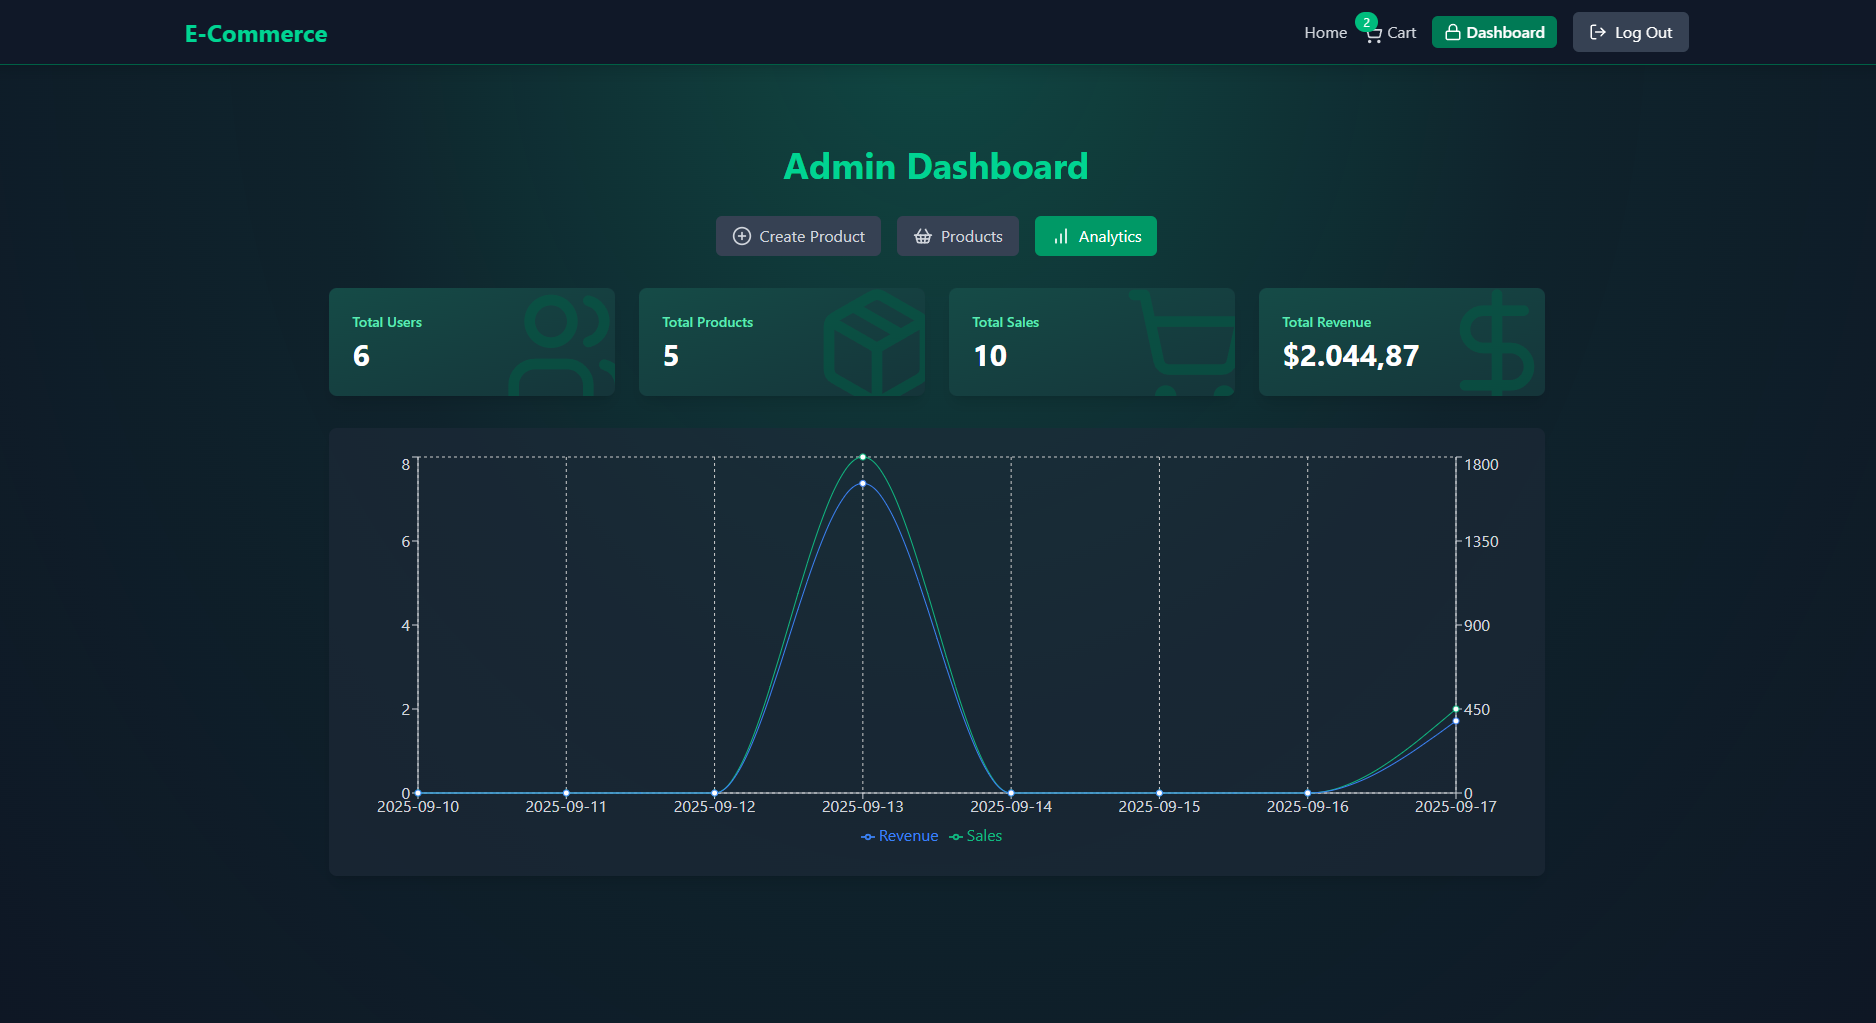 E-Commerce
Home
2
Cart
Dashboard
Log Out
Admin Dashboard
Create Product
Products
Analytics
Total Users
6
Total Products
5
Total Sales
10
Total Revenue
$2.044,87
8
6
4
2
0
1800
1350
900
450
0
2025-09-10
2025-09-11
2025-09-12
2025-09-13
2025-09-14
2025-09-15
2025-09-16
2025-09-17
Revenue
Sales